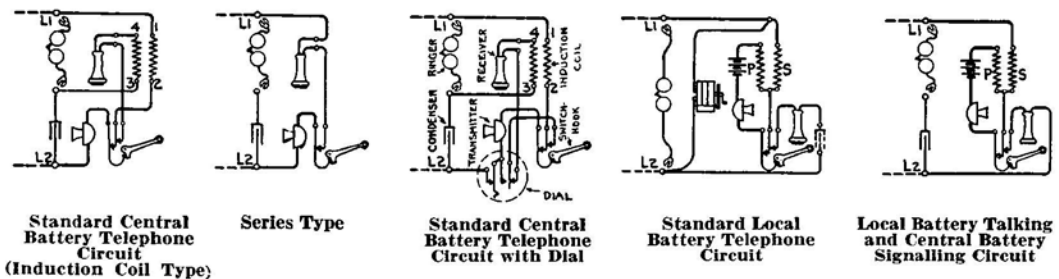 L1
4
1
3
2
L2
Standard Central
Battery Telephone
Circuit
(Induction Coil Type)
L1
L2
Series Type
L1
RINGER
RECEIVER
4
1
INDUCTION
COIL
3
2
CONDENSER
TRANSMITTER
SWITCH-
HOOK
L2
DIAL
Standard Central
Battery Telephone
Circuit with Dial
L1
P
S
L2
Standard Local
Battery Telephone
Circuit
L1
P
S
L2
Local Battery Talking
and Central Battery
Signalling Circuit